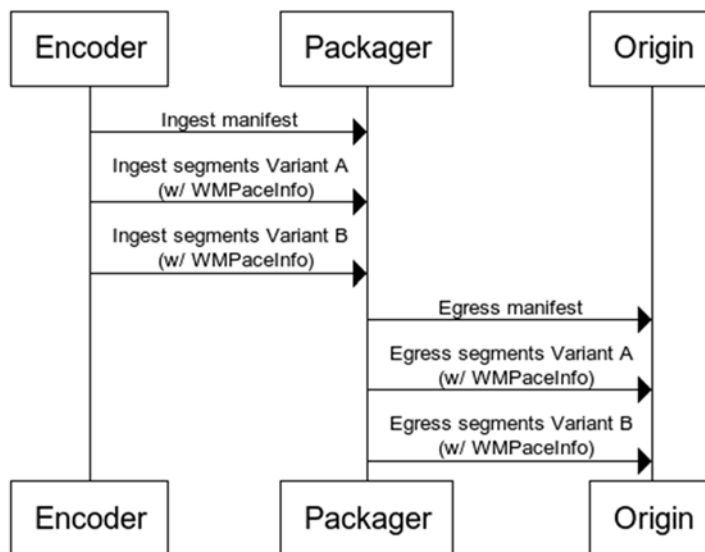 Encoder
Packager
Origin
Ingest manifest
Ingest segments Variant A
(w/ WMPaceInfo)
Ingest segments Variant B
(w/ WMPaceInfo)
Egress manifest
Egress segments Variant A
(w/ WMPaceInfo)
Egress segments Variant B
(w/ WMPaceInfo)
Encoder
Packager
Origin